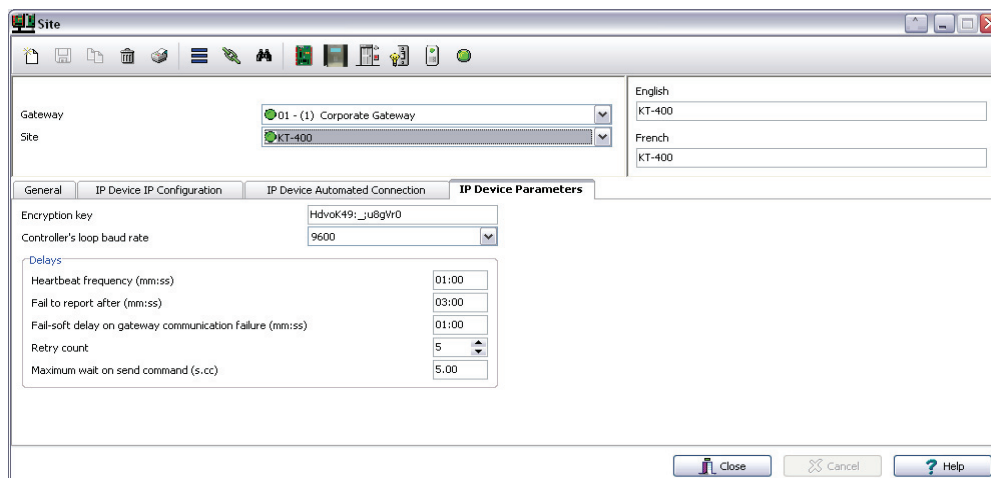 Site
English
Gateway 01 - (1) Corporate Gateway KT-400
Site KT-400
French
KT-400
General IP Device IP Configuration IP Device Automated Connection IP Device Parameters
Encryption key HdvoK49:_;u8gVr0
Controller's loop baud rate 9600
Delays
Heartbeat frequency (mm:ss) 01:00
Fail to report after (mm:ss) 03:00
Fail-soft delay on gateway communication failure (mm:ss) 01:00
Retry count 5
Maximum wait on send command (s.cc) 5.00
Close Cancel Help